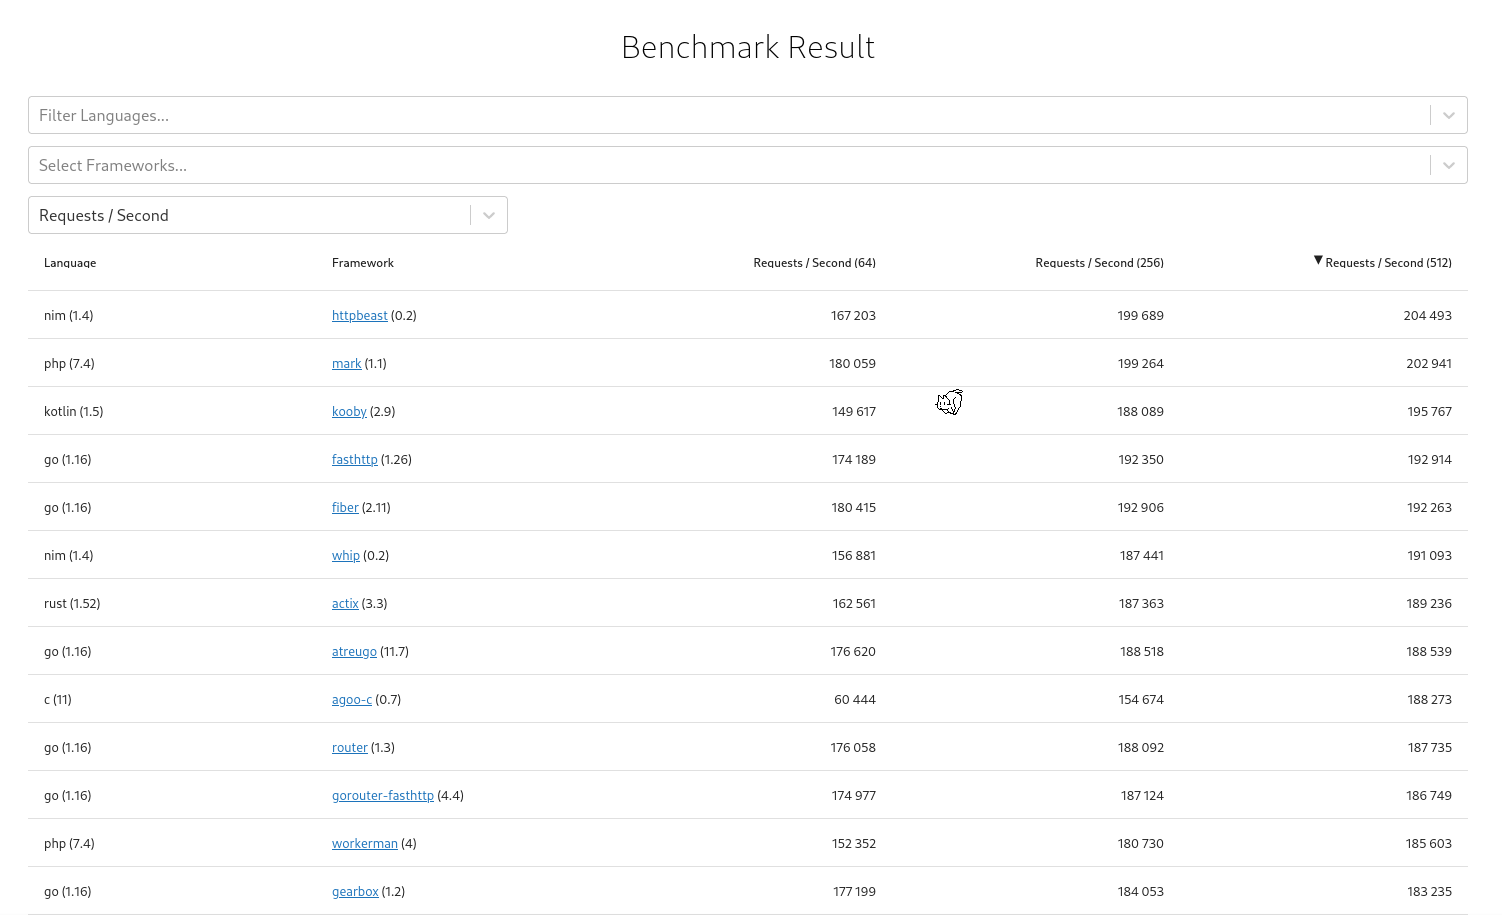 Benchmark Result
Filter Languages...
Select Frameworks...
Requests / Second
Language Framework Requests / Second (64) Requests / Second (256) ▼ Requests / Second (512)
nim (1.4) httpbeast (0.2) 167 203 199 689 204 493
php (7.4) mark (1.1) 180 059 199 264 202 941
kotlin (1.5) kooby (2.9) 149 617 188 089 195 767
go (1.16) fasthttp (1.26) 174 189 192 350 192 914
go (1.16) fiber (2.11) 180 415 192 906 192 263
nim (1.4) whip (0.2) 156 881 187 441 191 093
rust (1.52) actix (3.3) 162 561 187 363 189 236
go (1.16) atreugo (11.7) 176 620 188 518 188 539
c (11) agoo-c (0.7) 60 444 154 674 188 273
go (1.16) router (1.3) 176 058 188 092 187 735
go (1.16) gorouter-fasthttp (4.4) 174 977 187 124 186 749
php (7.4) workerman (4) 152 352 180 730 185 603
go (1.16) gearbox (1.2) 177 199 184 053 183 235